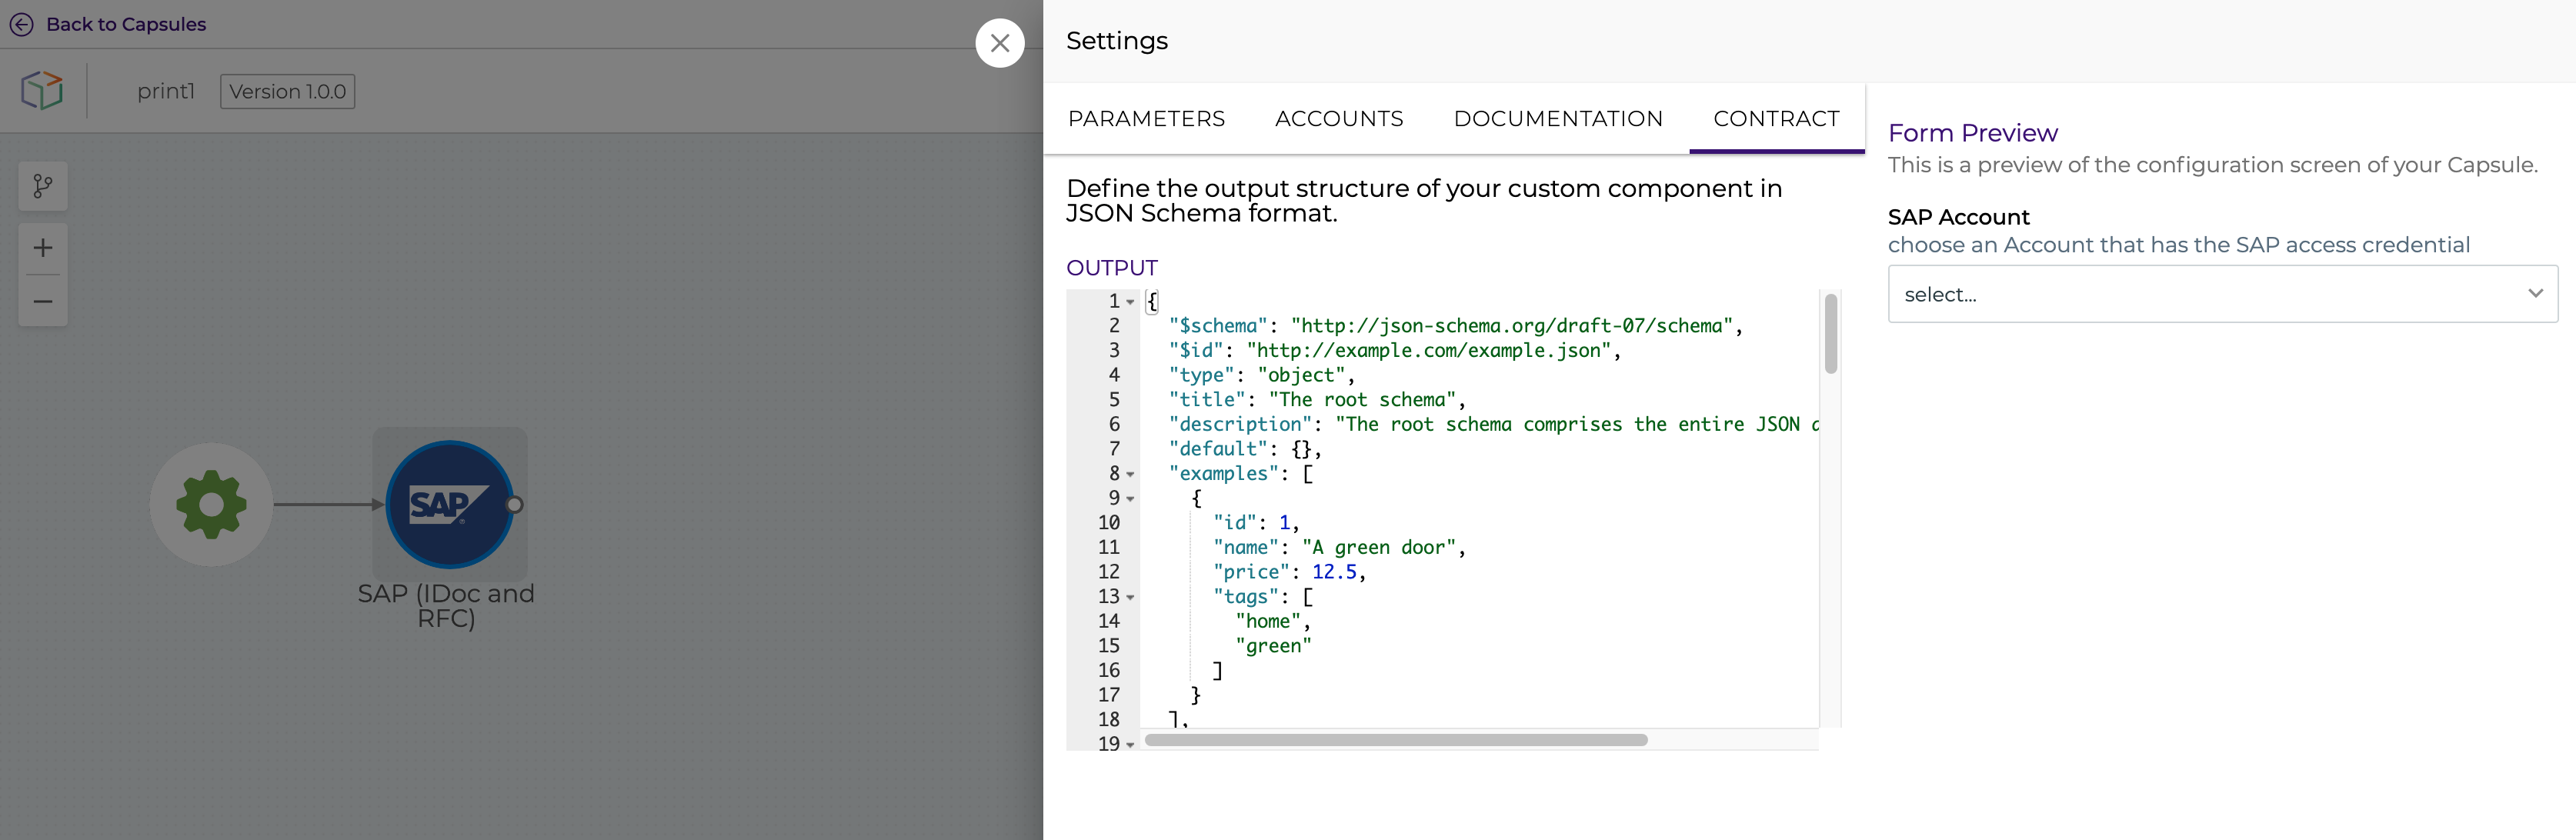 Back to Capsules
print1
Version 1.0.0
SAP
SAP (IDoc and
RFC)
Settings
PARAMETERS
ACCOUNTS
DOCUMENTATION
CONTRACT
Define the output structure of your custom component in
JSON Schema format.
OUTPUT
1 {
2 "$schema": "http://json-schema.org/draft-07/schema",
3 "$id": "http://example.com/example.json",
4 "type": "object",
5 "title": "The root schema",
6 "description": "The root schema comprises the entire JSON
7 "default": {},
8 "examples": [
9 {
10 "id": 1,
11 "name": "A green door",
12 "price": 12.5,
13 "tags": [
14 "home",
15 "green"
16 ]
17 }
18 ],
19
Form Preview
This is a preview of the configuration screen of your Capsule.
SAP Account
choose an Account that has the SAP access credential
select...